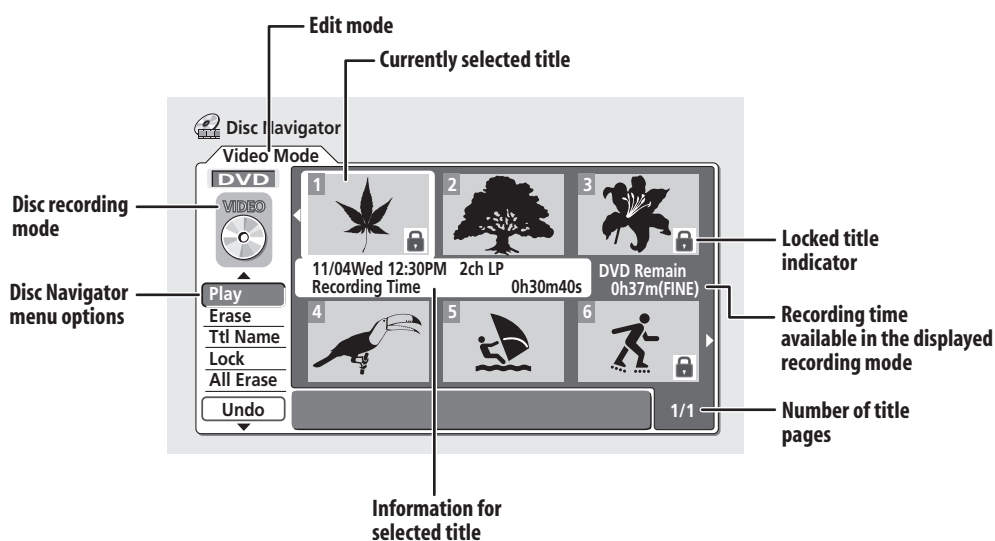 Edit mode
Currently selected title
Disc Navigator
Video Mode
DVD
VIDEO
Disc recording
mode
1
2
3
Locked title
indicator
11/04Wed 12:30PM 2ch LP
Recording Time 0h30m40s
DVD Remain
0h37m(FINE)
Disc Navigator
menu options
Play
Erase
Ttl Name
Lock
All Erase
Undo
4
5
6
Recording time
available in the displayed
recording mode
1/1
Number of title
pages
Information for
selected title